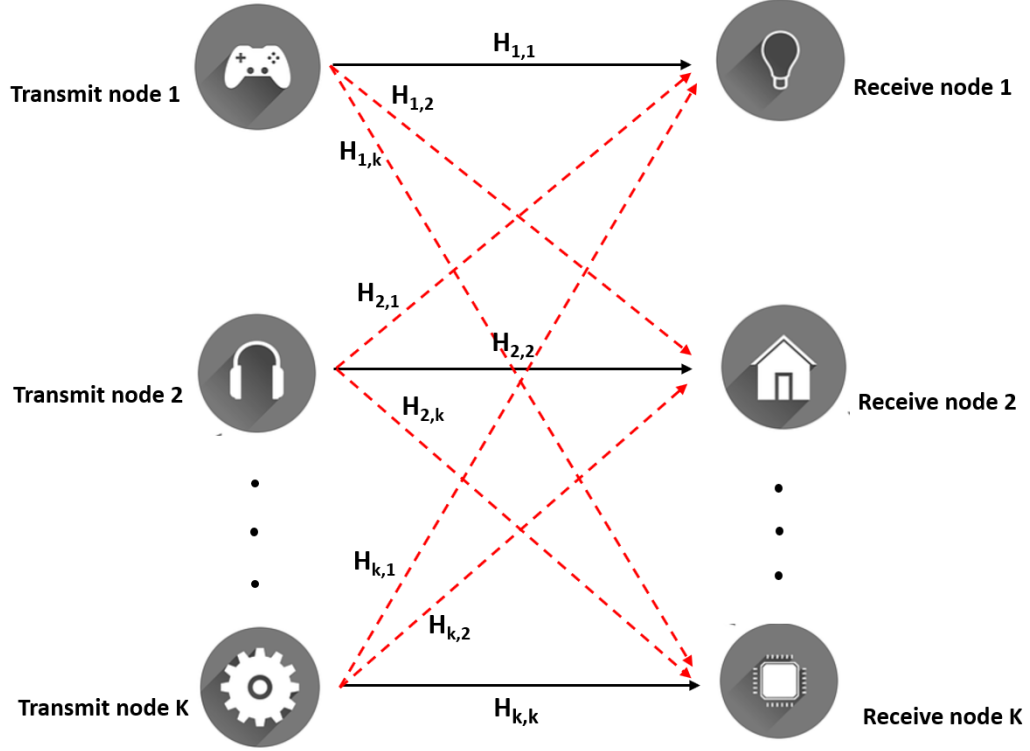 H1,1
Transmit node 1
Receive node 1
H1,2
H1,k
H2,1
H2,2
Transmit node 2
Receive node 2
H2,k
Hk,1
Hk,2
Transmit node K
Receive node K
Hk,k